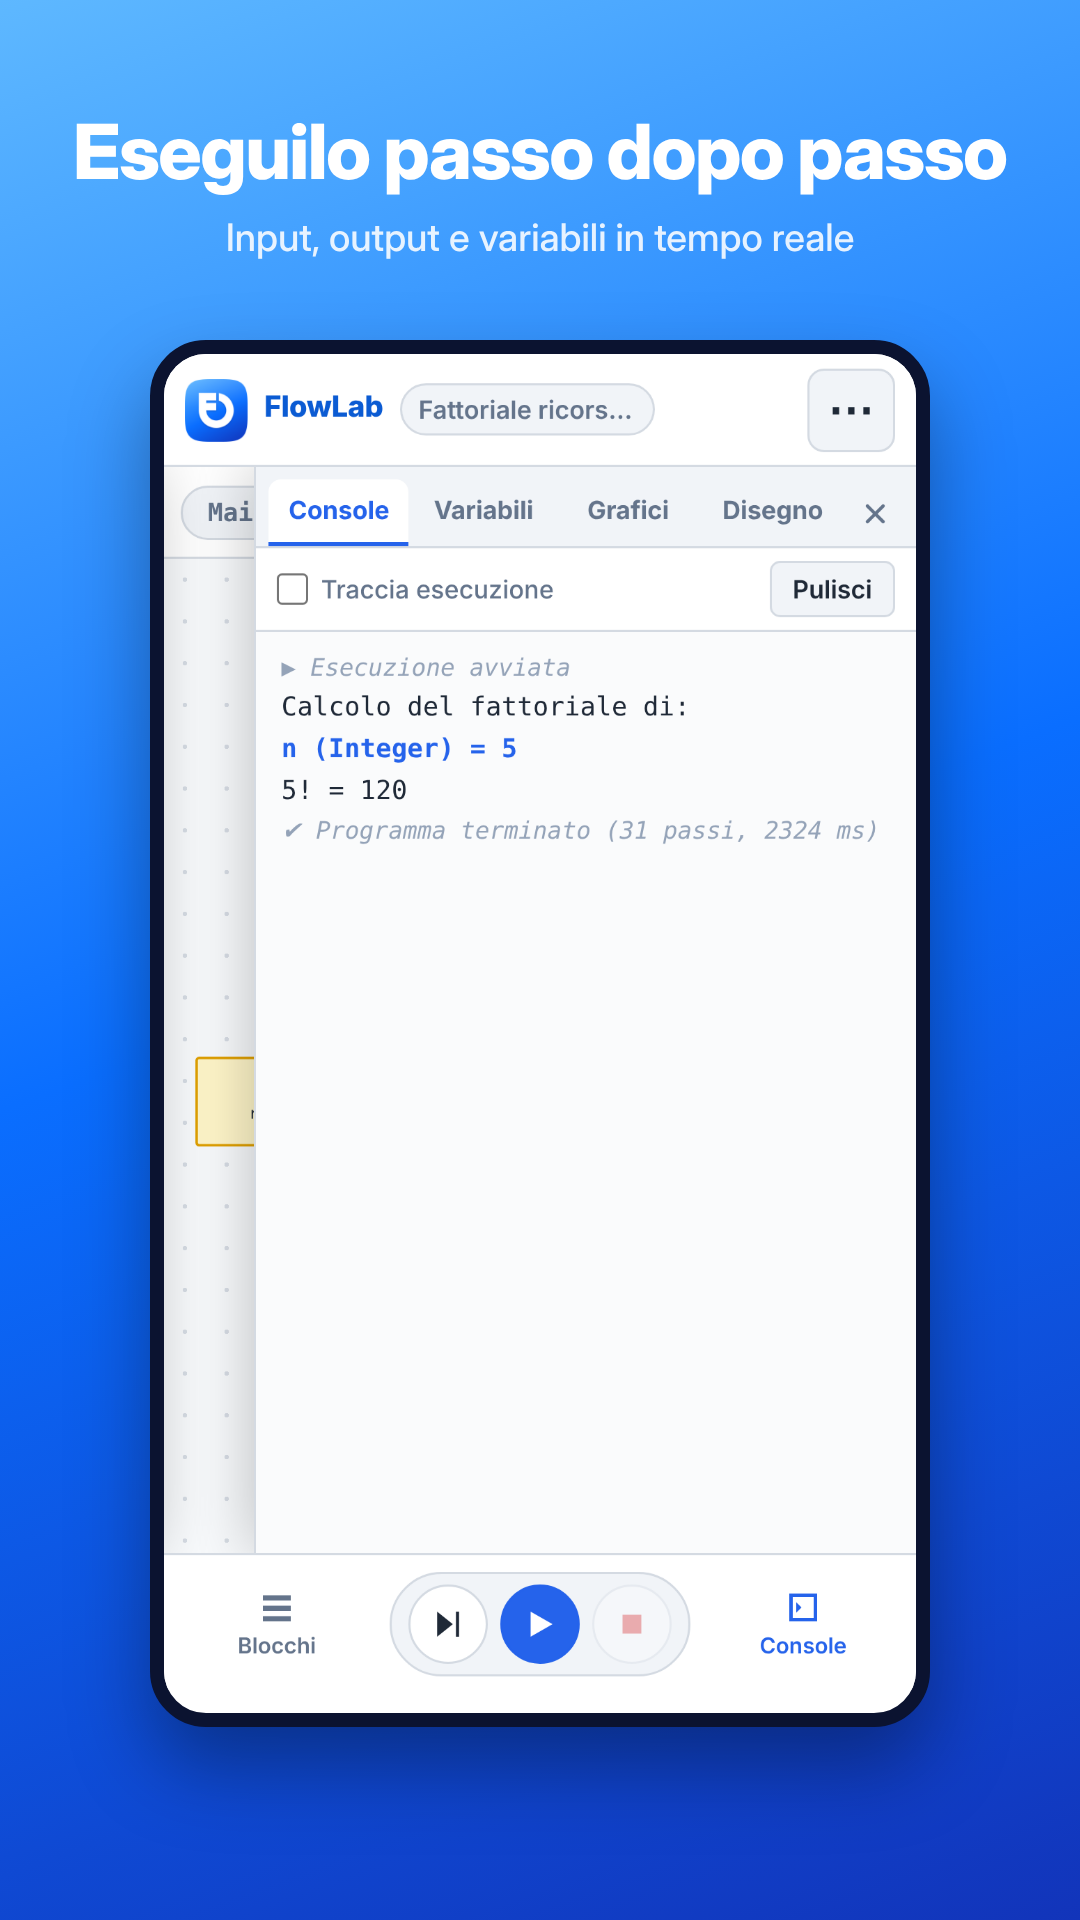 Eseguilo passo dopo passo
Input, output e variabili in tempo reale
FlowLab
Fattoriale ricors...
Console
Variabili
Grafici
Disegno
Traccia esecuzione
Pulisci
▶ Esecuzione avviata
Calcolo del fattoriale di:
n (Integer) = 5
5! = 120
✔ Programma terminato (31 passi, 2324 ms)
Blocchi
Console